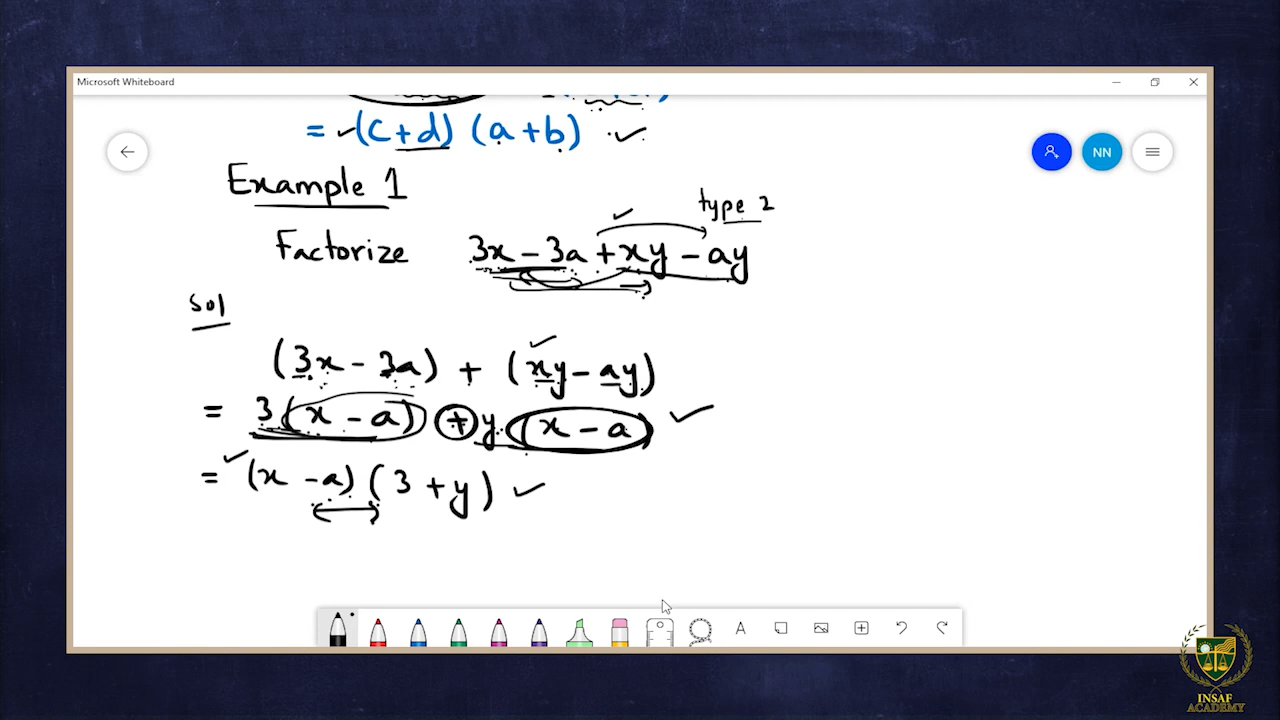 Microsoft Whiteboard
= (c+d) (a+b)
NN
Example 1
type 2
Factorize 3x - 3a + xy - ay
Sol
(3x - 3a) + (xy - ay)
= 3(x - a) + y(x - a)
= (x - a)(3 + y)
A
INSAF
ACADEMY